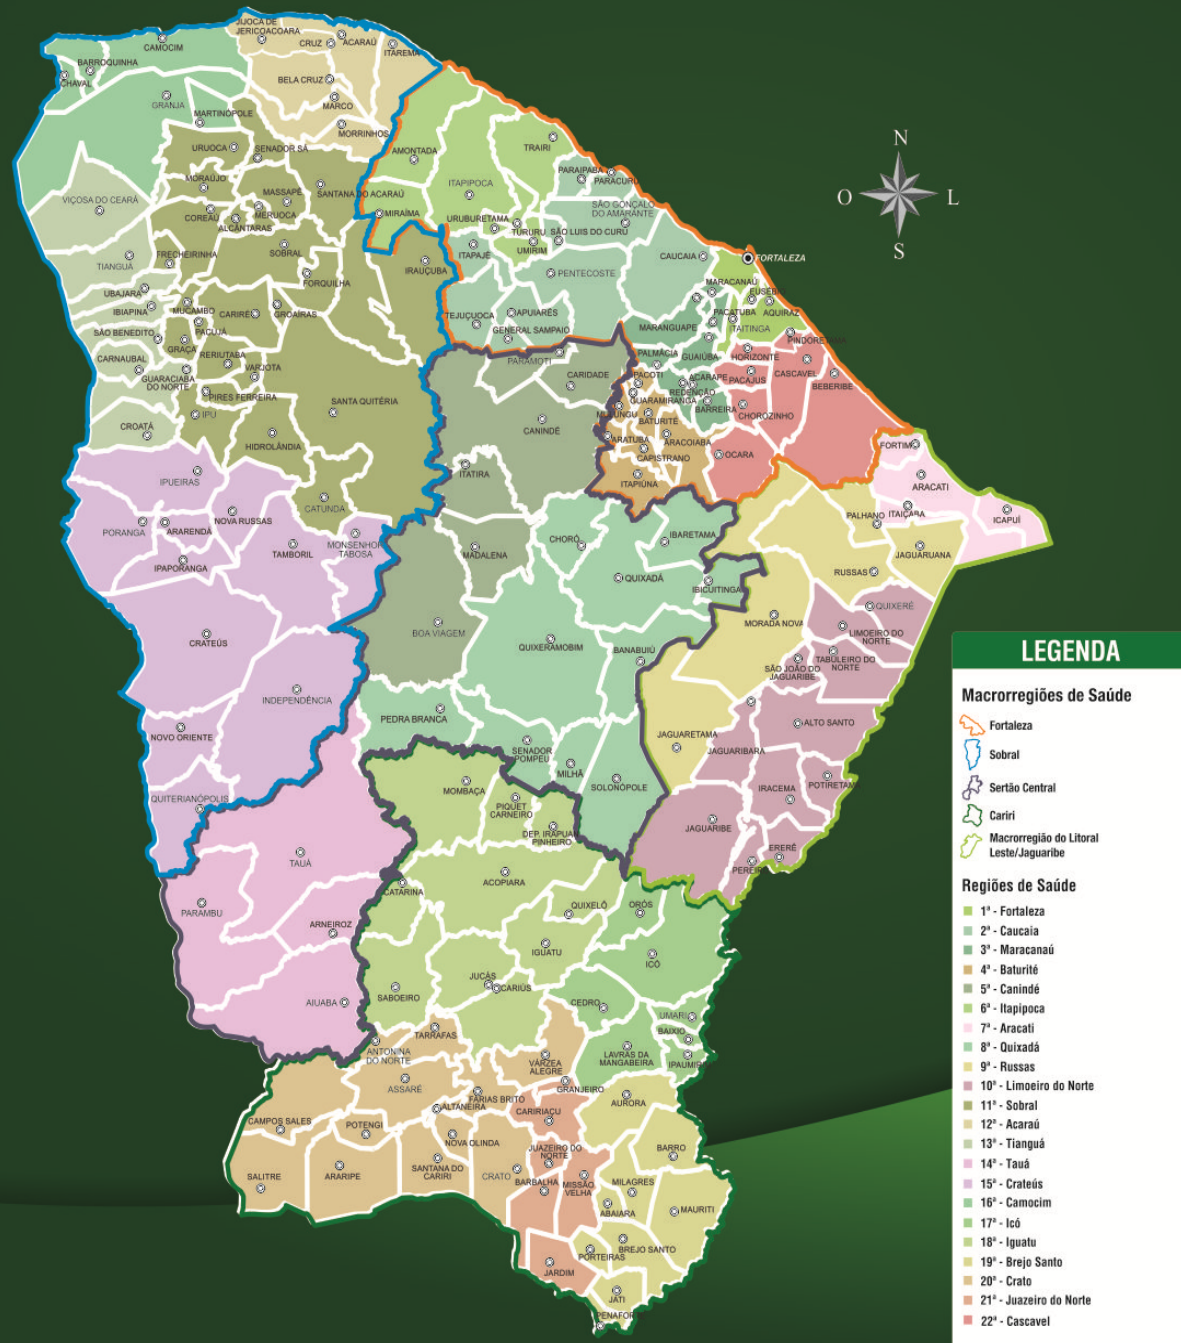 JIJOCA DE
JERICOACOARA
CAMOCIM
CRUZ
ACARAÚ
ITAREMA
BARROQUINHA
CHAVAL
BELA CRUZ
GRANJA
MARCO
MARTINÓPOLE
MORRINHOS
URUOCA
SENADOR SÁ
AMONTADA
TRAIRI
MORAÚJO
MASSAPÊ
SANTANA DO ACARAÚ
ITAPIPOCA
PARAIPABA
PARACURU
VIÇOSA DO CEARÁ
COREAÚ
MERUOCA
ALCÂNTARAS
MIRAÍMA
URUBURETAMA
SÃO GONÇALO
DO AMARANTE
TURURU
SÃO LUIS DO CURU
UMIRIM
FRECHEIRINHA
SOBRAL
TIANGUÁ
IRAUÇUBA
ITAPAJÉ
PENTECOSTE
CAUCAIA
FORTALEZA
FORQUILHA
UBAJARA
MARACANAÚ
EUSÉBIO
IBIAPINA
MUCAMBO
CARIRÉ
GROAÍRAS
TEJUÇUOCA
APUIARÉS
PACATUBA
AQUIRAZ
SÃO BENEDITO
PACUJÁ
GENERAL SAMPAIO
MARANGUAPE
ITAITINGA
GRAÇA
PINDORETAMA
CARNAUBAL
RERIUTABA
PARAMOTI
PALMÁCIA
GUAIÚBA
HORIZONTE
GUARACIABA
DO NORTE
VARJOTA
CARIDADE
PACOTI
ACARAPE
PACAJUS
CASCAVEL
BEBERIBE
PIRES FERREIRA
GUARAMIRANGA
REDENÇÃO
IPÚ
SANTA QUITÉRIA
MULUNGU
BATURITÉ
BARREIRA
CHOROZINHO
CROATÁ
HIDROLÂNDIA
CANINDÉ
ARATUBA
ARACOIABA
CAPISTRANO
OCARA
FORTIM
IPUEIRAS
ITATIRA
ITAPIÚNA
ARACATI
CATUNDA
PORANGA
ARARENDÁ
NOVA RUSSAS
PALHANO
ITAIÇABA
ICAPUÍ
TAMBORIL
MONSENHOR
TABOSA
MADALENA
CHORÓ
IBARETAMA
JAGUARUANA
IPAPORANGA
QUIXADÁ
IBICUITINGA
RUSSAS
QUIXERÉ
CRATEÚS
BOA VIAGEM
QUIXERAMOBIM
BANABUIÚ
MORADA NOVA
LIMOEIRO DO
NORTE
SÃO JOÃO DO
JAGUARIBE
TABULEIRO DO
NORTE
INDEPENDÊNCIA
PEDRA BRANCA
ALTO SANTO
NOVO ORIENTE
JAGUARETAMA
JAGUARIBARA
SENADOR
POMPEU
MILHÃ
SOLONÓPOLE
QUITERIANÓPOLIS
MOMBAÇA
IRACEMA
POTIRETAMA
PIQUET
CARNEIRO
DEP. IRAPUAN
PINHEIRO
JAGUARIBE
ERERÊ
TAUÁ
PEREIRO
ACOPIARA
CATARINA
PARAMBU
QUIXELÔ
ORÓS
ARNEIROZ
IGUATU
ICÓ
JUCÁS
CARIÚS
SABOEIRO
AIUABA
CEDRO
UMARI
TARRAFAS
BAIXIO
ANTONINA
DO NORTE
VÁRZEA
ALEGRE
LAVRAS DA
MANGABEIRA
IPAUMIRIM
ASSARÉ
GRANJEIRO
FARIAS BRITO
AURORA
ALTANEIRA
CARIRIAÇU
CAMPOS SALES
POTENGI
NOVA OLINDA
JUAZEIRO DO
NORTE
BARRO
SALITRE
ARARIPE
SANTANA DO
CARIRI
CRATO
BARBALHA
MISSÃO
VELHA
MILAGRES
ABAIARA
MAURITI
BREJO SANTO
PORTEIRAS
JARDIM
JATI
PENAFORTE
N
O
L
S
LEGENDA
Macrorregiões de Saúde
Fortaleza
Sobral
Sertão Central
Cariri
Macrorregião do Litoral
Leste/Jaguaribe
Regiões de Saúde
1ª - Fortaleza
2ª - Caucaia
3ª - Maracanaú
4ª - Baturité
5ª - Canindé
6ª - Itapipoca
7ª - Aracati
8ª - Quixadá
9ª - Russas
10ª - Limoeiro do Norte
11ª - Sobral
12ª - Acaraú
13ª - Tianguá
14ª - Tauá
15ª - Crateús
16ª - Camocim
17ª - Icó
18ª - Iguatu
19ª - Brejo Santo
20ª - Crato
21ª - Juazeiro do Norte
22ª - Cascavel